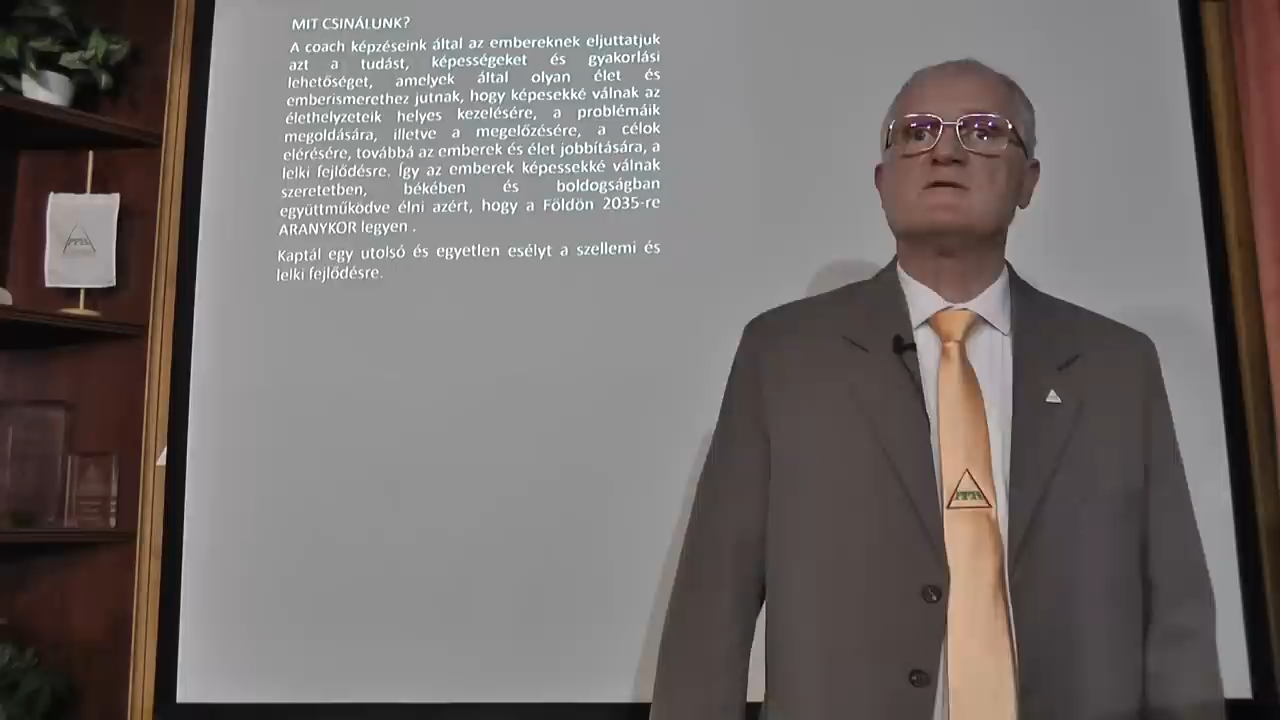 MIT CSINÁLUNK?
A coach képzéseink által az embereknek eljuttatjuk
azt a tudást, képességeket és gyakorlási
lehetőséget, amelyek által olyan élet és
emberismerethez jutnak, hogy képesekké válnak az
élethelyzeteik helyes kezelésére, a problémáik
megoldására, illetve a megelőzésére, a célok
elérésére, továbbá az emberek és élet jobbítására, a
lelki fejlődésre. Így az emberek képessekké válnak
szeretetben, békében és boldogságban
együttműködve élni azért, hogy a Földön 2035-re
ARANYKOR legyen .
Kaptál egy utolsó és egyetlen esélyt a szellemi és
lelki fejlődésre.